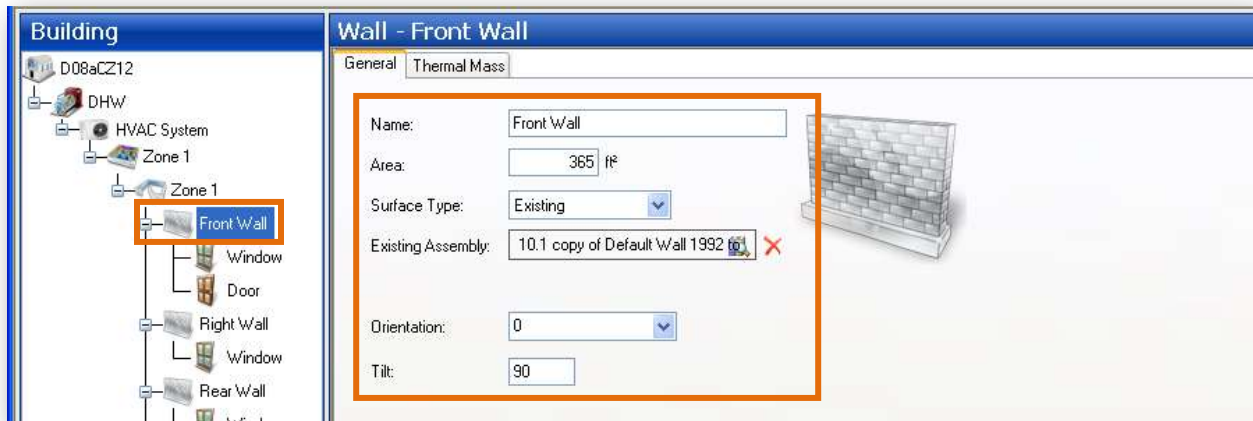 Building
D08aCZ12
DHW
HVAC System
Zone 1
Zone 1
Front Wall
Window
Door
Right Wall
Window
Rear Wall
Wall - Front Wall
General Thermal Mass
Name: Front Wall
Area: 365 ft²
Surface Type: Existing
Existing Assembly: 10.1 copy of Default Wall 1992 to
Orientation: 0
Tilt: 90